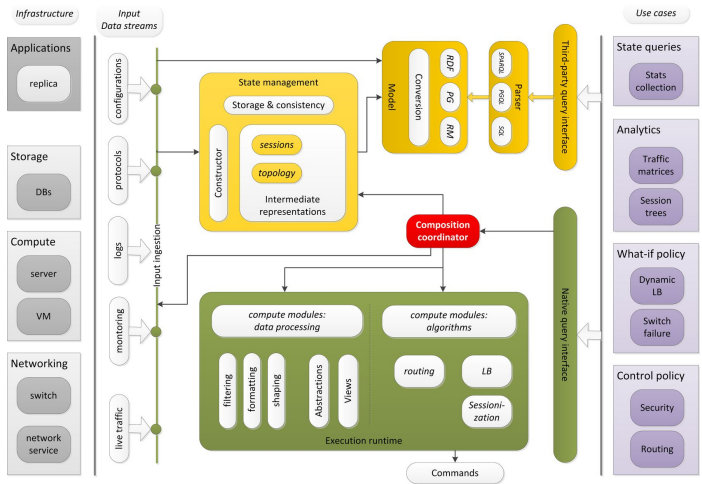 Infrastructure
Applications
replica
Storage
DBs
Compute
server
VM
Networking
switch
network
service
Input
Data streams
configurations
protocols
logs
montoring
live traffic
Input ingestion
State management
Storage & consistency
Constructor
sessions
topology
Intermediate
representations
Model
Conversion
RDF
PG
RM
SPARQL
PGQL
SQL
Parser
Third-party query interface
Composition
coordinator
Native query interface
compute modules:
data processing
filtering
formatting
shaping
Abstractions
Views
compute modules:
algorithms
routing
LB
Sessioni-
zation
Execution runtime
Commands
Use cases
State queries
Stats
collection
Analytics
Traffic
matrices
Session
trees
What-if policy
Dynamic
LB
Switch
failure
Control policy
Security
Routing